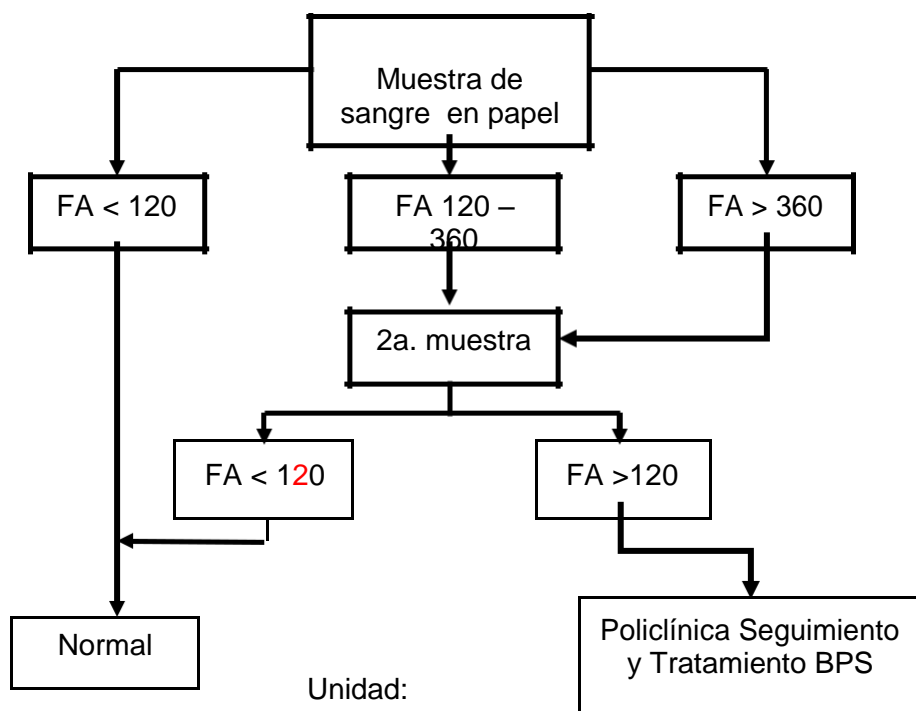 Muestra de
sangre en papel
FA < 120
FA 120 –
360
FA > 360
2a. muestra
FA < 120
FA >120
Normal
Policlínica Seguimiento
y Tratamiento BPS
Unidad: